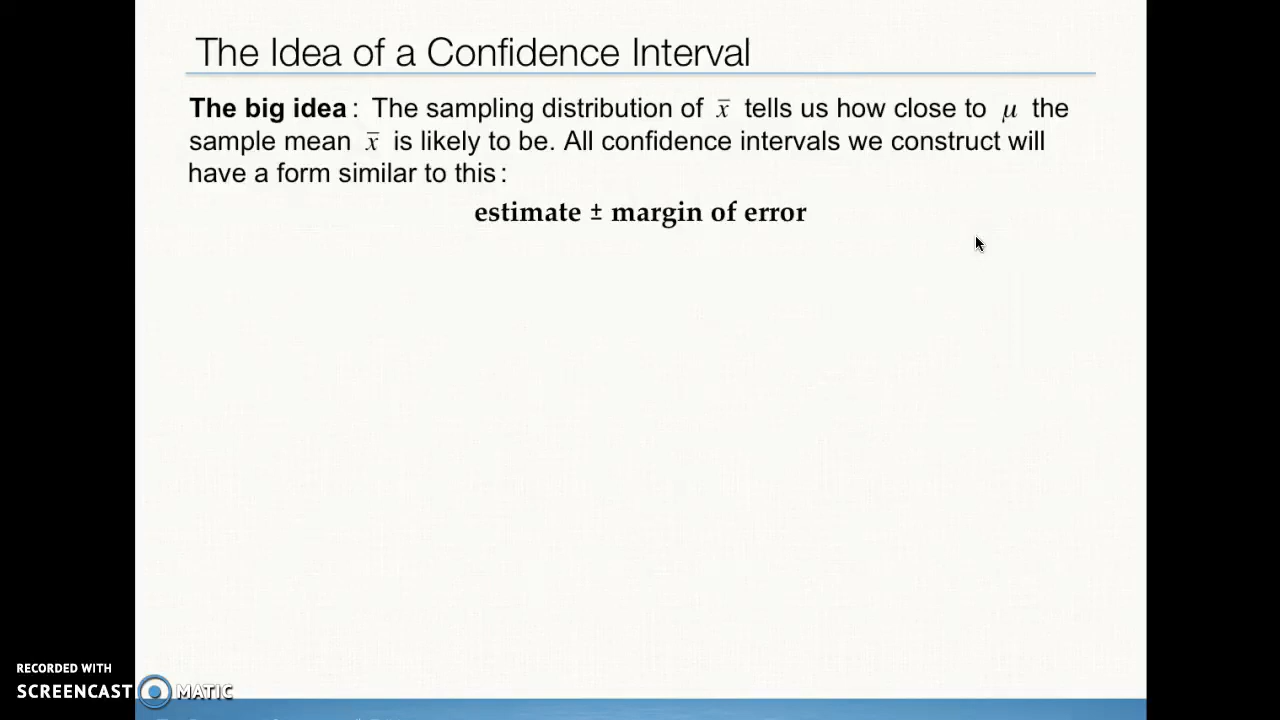 The Idea of a Confidence Interval
The big idea : The sampling distribution of x̅ tells us how close to μ the
sample mean x̅ is likely to be. All confidence intervals we construct will
have a form similar to this :
estimate ± margin of error
RECORDED WITH
SCREENCAST MATIC